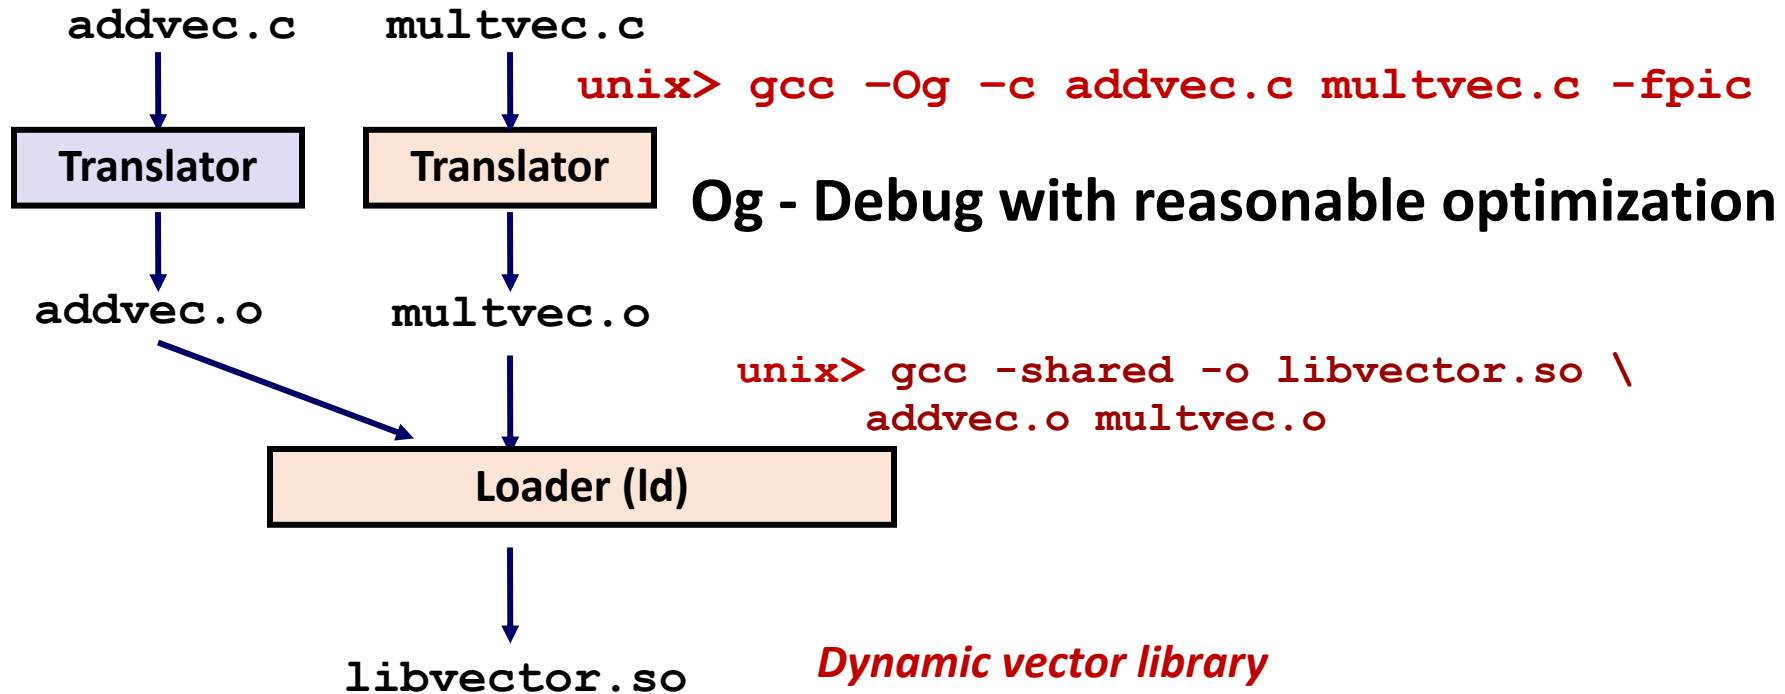 addvec.c multvec.c
unix> gcc –Og –c addvec.c multvec.c -fpic
Translator Translator
Og - Debug with reasonable optimization
addvec.o multvec.o
unix> gcc -shared -o libvector.so \
addvec.o multvec.o
Loader (ld)
libvector.so
Dynamic vector library